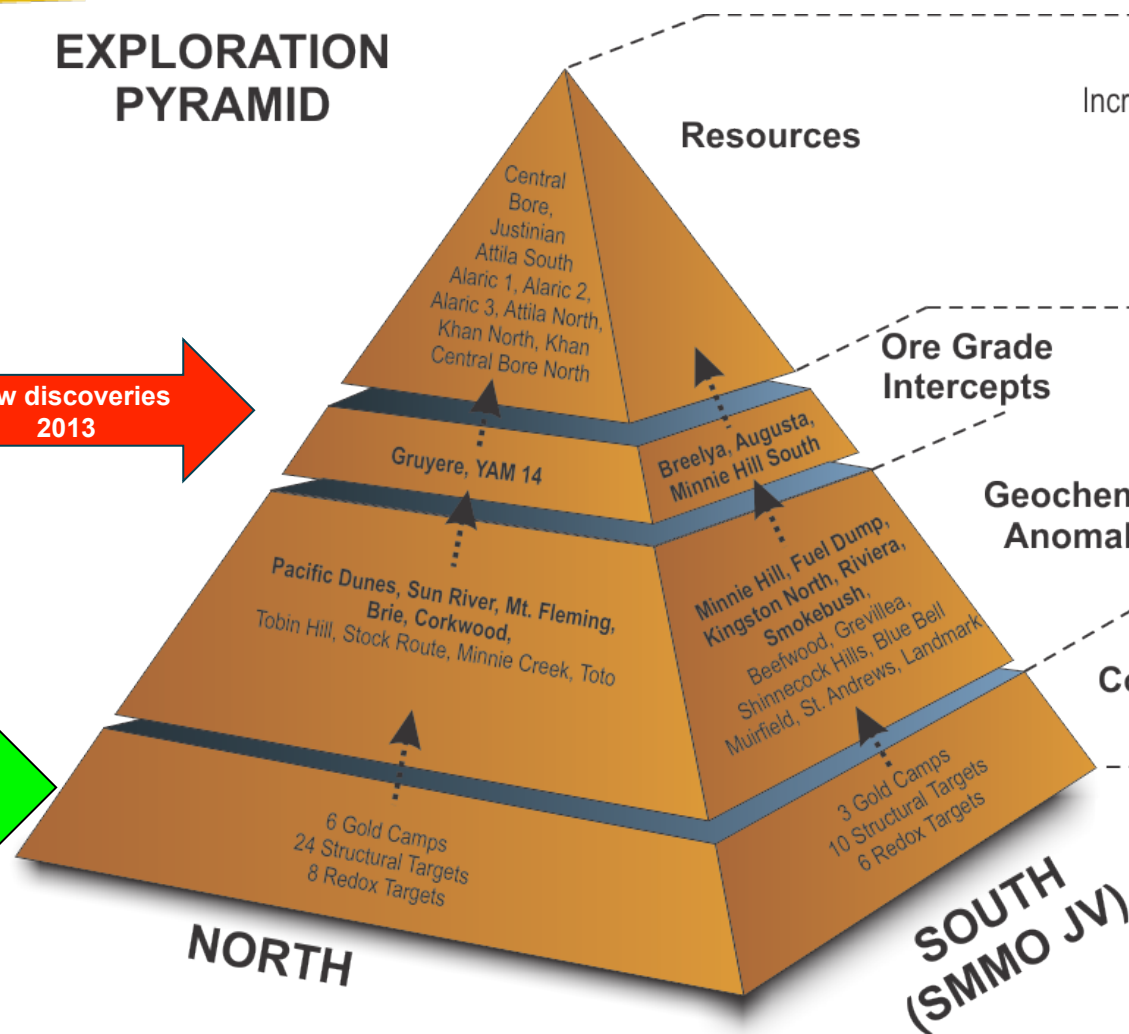 EXPLORATION
PYRAMID
Resources
Central
Bore,
Justinian
Attila South
Alaric 1, Alaric 2,
Alaric 3, Attila North,
Khan North, Khan
Central Bore North
Ore Grade
Intercepts
discoveries
2013
Gruyere, YAM 14
Breelya, Augusta,
Minnie Hill South
Anomal
Pacific Dunes, Sun River, Mt. Fleming,
Brie, Corkwood,
Tobin Hill, Stock Route, Minnie Creek, Toto
Minnie Hill, Fuel Dump,
Kingston North, Riviera,
Smokebush,
Beefwood, Grevillea,
Shinnecock Hills, Blue Bell
Muirfield, St. Andrews, Landmark
6 Gold Camps
24 Structural Targets
8 Redox Targets
3 Gold Camps
10 Structural Targets
6 Redox Targets
NORTH
SOUTH
(SMMO JV)